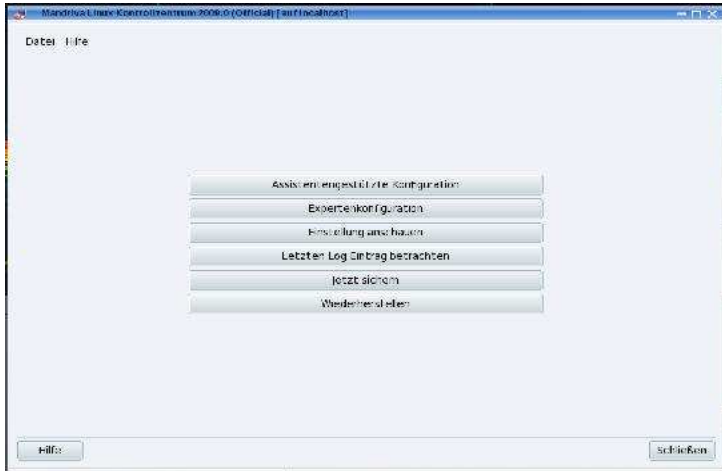 Mandriva Linux Kontrollzentrum 2009.0 (Official) [auf localhost]
Datei Hilfe
Assistentengestützte Konfiguration
Expertenkonfiguration
Einstellung anschauen
Letzten Log Eintrag betrachten
Jetzt sichern
Wiederherstellen
Hilfe
Schließen